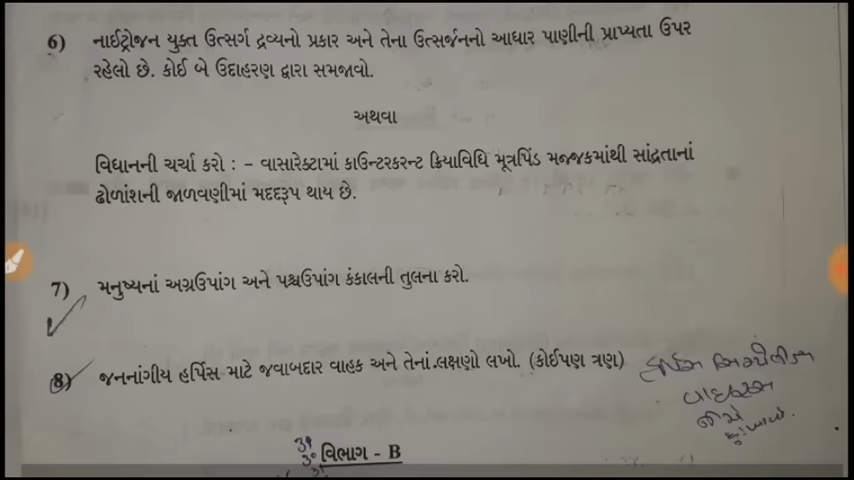 6) નાઈટ્રોજન યુક્ત ઉત્સર્ગ દ્રવ્યનો પ્રકાર અને તેના ઉત્સર્જનનો આધાર પાણીની પ્રાપ્યતા ઉપર
રહેલો છે. કોઈ બે ઉદાહરણ દ્વારા સમજાવો.
અથવા
વિધાનની ચર્ચા કરો : – વાસારેક્ટામાં કાઉન્ટરકરન્ટ ક્રિયાવિધિ મૂત્રપિંડ મજ્જકમાંથી સાંદ્રતાનાં
ઢોળાંશની જાળવણીમાં મદદરૂપ થાય છે.
7) મનુષ્યનાં અગ્રઉપાંગ અને પશ્ચઉપાંગ કંકાલની તુલના કરો.
8) જનનાંગીય હર્પિસ માટે જવાબદાર વાહક અને તેનાં લક્ષણો લખો. (કોઈપણ ત્રણ)
વાઇરસ
વિભાગ - B